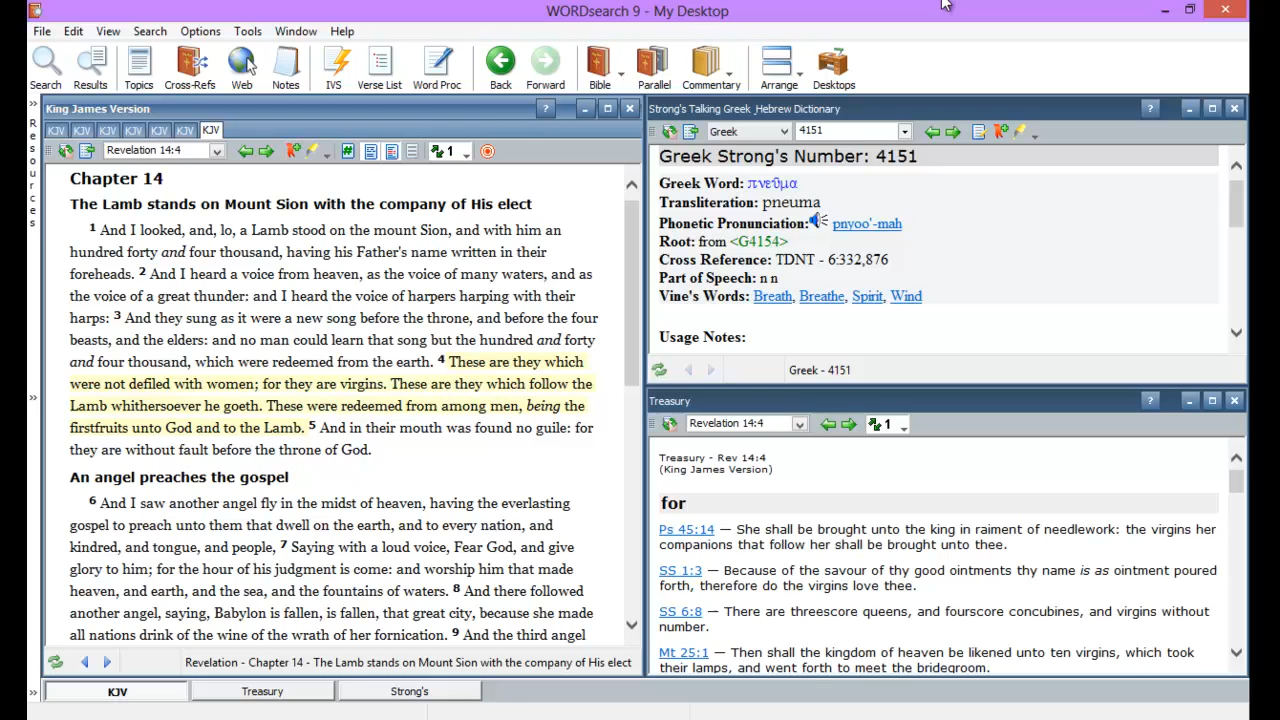 WORDsearch 9 - My Desktop
File Edit View Search Options Tools Window Help
Search Results Topics Cross-Refs Web Notes IVS Verse List Word Proc Back Forward Bible Parallel Commentary Arrange Desktops
Resources
King James Version
KJV KJV KJV KJV KJV KJV KJV
Revelation 14:4
1
Chapter 14
The Lamb stands on Mount Sion with the company of His elect
1 And I looked, and, lo, a Lamb stood on the mount Sion, and with him an
hundred forty and four thousand, having his Father's name written in their
foreheads. 2 And I heard a voice from heaven, as the voice of many waters, and as
the voice of a great thunder: and I heard the voice of harpers harping with their
harps: 3 And they sung as it were a new song before the throne, and before the four
beasts, and the elders: and no man could learn that song but the hundred and forty
and four thousand, which were redeemed from the earth. 4 These are they which
were not defiled with women; for they are virgins. These are they which follow the
Lamb whithersoever he goeth. These were redeemed from among men, being the
firstfruits unto God and to the Lamb. 5 And in their mouth was found no guile: for
they are without fault before the throne of God.
An angel preaches the gospel
6 And I saw another angel fly in the midst of heaven, having the everlasting
gospel to preach unto them that dwell on the earth, and to every nation, and
kindred, and tongue, and people, 7 Saying with a loud voice, Fear God, and give
glory to him; for the hour of his judgment is come: and worship him that made
heaven, and earth, and the sea, and the fountains of waters. 8 And there followed
another angel, saying, Babylon is fallen, is fallen, that great city, because she made
all nations drink of the wine of the wrath of her fornication. 9 And the third angel
Revelation - Chapter 14 - The Lamb stands on Mount Sion with the company of His elect
Strong's Talking Greek_Hebrew Dictionary
Greek 4151
Greek Strong's Number: 4151
Greek Word: πνεῦμα
Transliteration: pneuma
Phonetic Pronunciation: pnyoo'-mah
Root: from <G4154>
Cross Reference: TDNT - 6:332,876
Part of Speech: n n
Vine's Words: Breath, Breathe, Spirit, Wind
Usage Notes:
Greek - 4151
Treasury
Revelation 14:4
1
Treasury - Rev 14:4
(King James Version)
for
Ps 45:14 — She shall be brought unto the king in raiment of needlework: the virgins her
companions that follow her shall be brought unto thee.
SS 1:3 — Because of the savour of thy good ointments thy name is as ointment poured
forth, therefore do the virgins love thee.
SS 6:8 — There are threescore queens, and fourscore concubines, and virgins without
number.
Mt 25:1 — Then shall the kingdom of heaven be likened unto ten virgins, which took
their lamps, and went forth to meet the bridegroom.
KJV Treasury Strong's